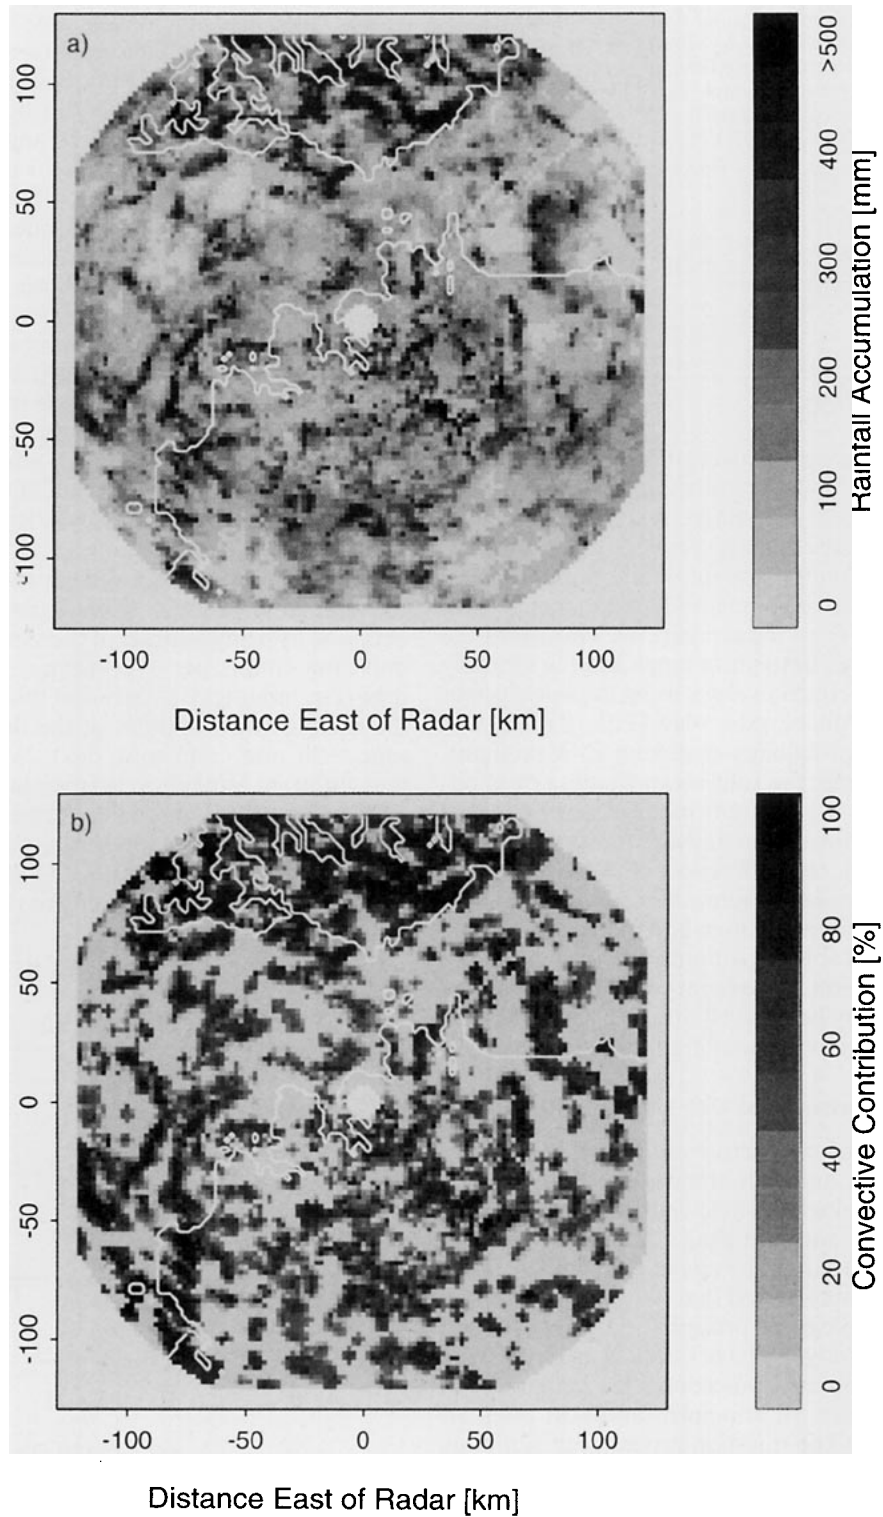 a)
100
50
0
-50
-100
-100 -50 0 50 100
Distance East of Radar [km]
>500
400
300
200
100
0
Rainfall Accumulation [mm]
b)
100
50
0
-50
-100
-100 -50 0 50 100
Distance East of Radar [km]
100
80
60
40
20
0
Convective Contribution [%]